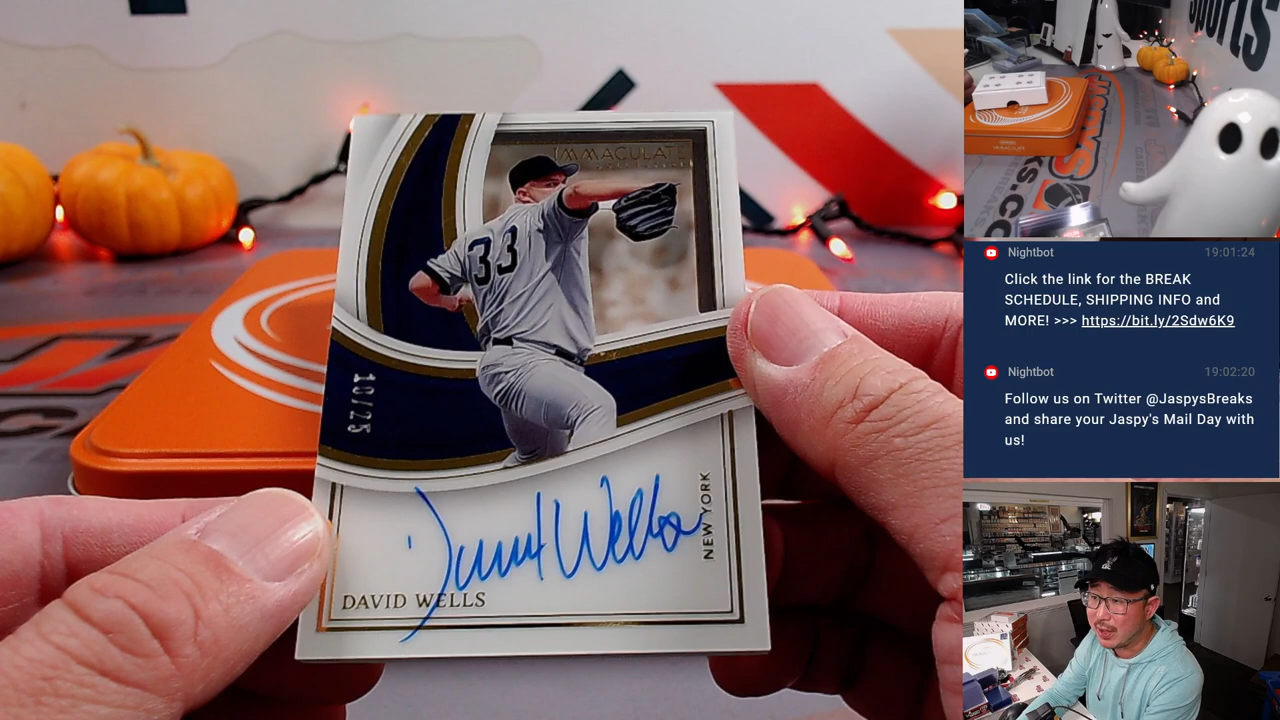 IMMACULATE
33
10/25
David Wells
NEW YORK
DAVID WELLS
sports
IMMACULATE
Nightbot 19:01:24
Click the link for the BREAK
SCHEDULE, SHIPPING INFO and
MORE! >>> https://bit.ly/2Sdw6K9
Nightbot 19:02:20
Follow us on Twitter @JaspysBreaks
and share your Jaspy's Mail Day with
us!